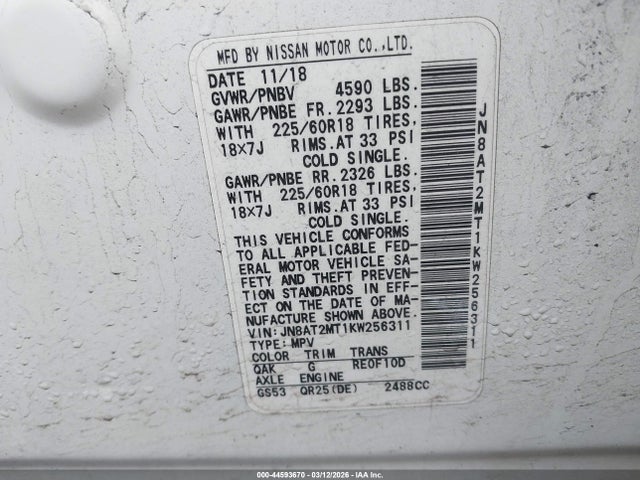 MFD BY NISSAN MOTOR CO.,LTD.
DATE 11/18
GVWR/PNBV 4590 LBS.
GAWR/PNBE FR. 2293 LBS.
WITH 225/60R18 TIRES,
18×7J RIMS.AT 33 PSI
COLD SINGLE.
GAWR/PNBE RR. 2326 LBS.
WITH 225/60R18 TIRES,
18×7J RIMS.AT 33 PSI
COLD SINGLE.
THIS VEHICLE CONFORMS
TO ALL APPLICABLE FED-
ERAL MOTOR VEHICLE SA-
FETY AND THEFT PREVEN-
TION STANDARDS IN EFF-
ECT ON THE DATE OF MA-
NUFACTURE SHOWN ABOVE.
VIN:JN8AT2MT1KW256311
TYPE:MPV
COLOR TRIM TRANS
QAK G RE0F10D
AXLE ENGINE
GS53 QR25(DE) 2488CC
JN8AT2MT1KW256311
000-44593670 - 03/12/2026 - IAAI.COM